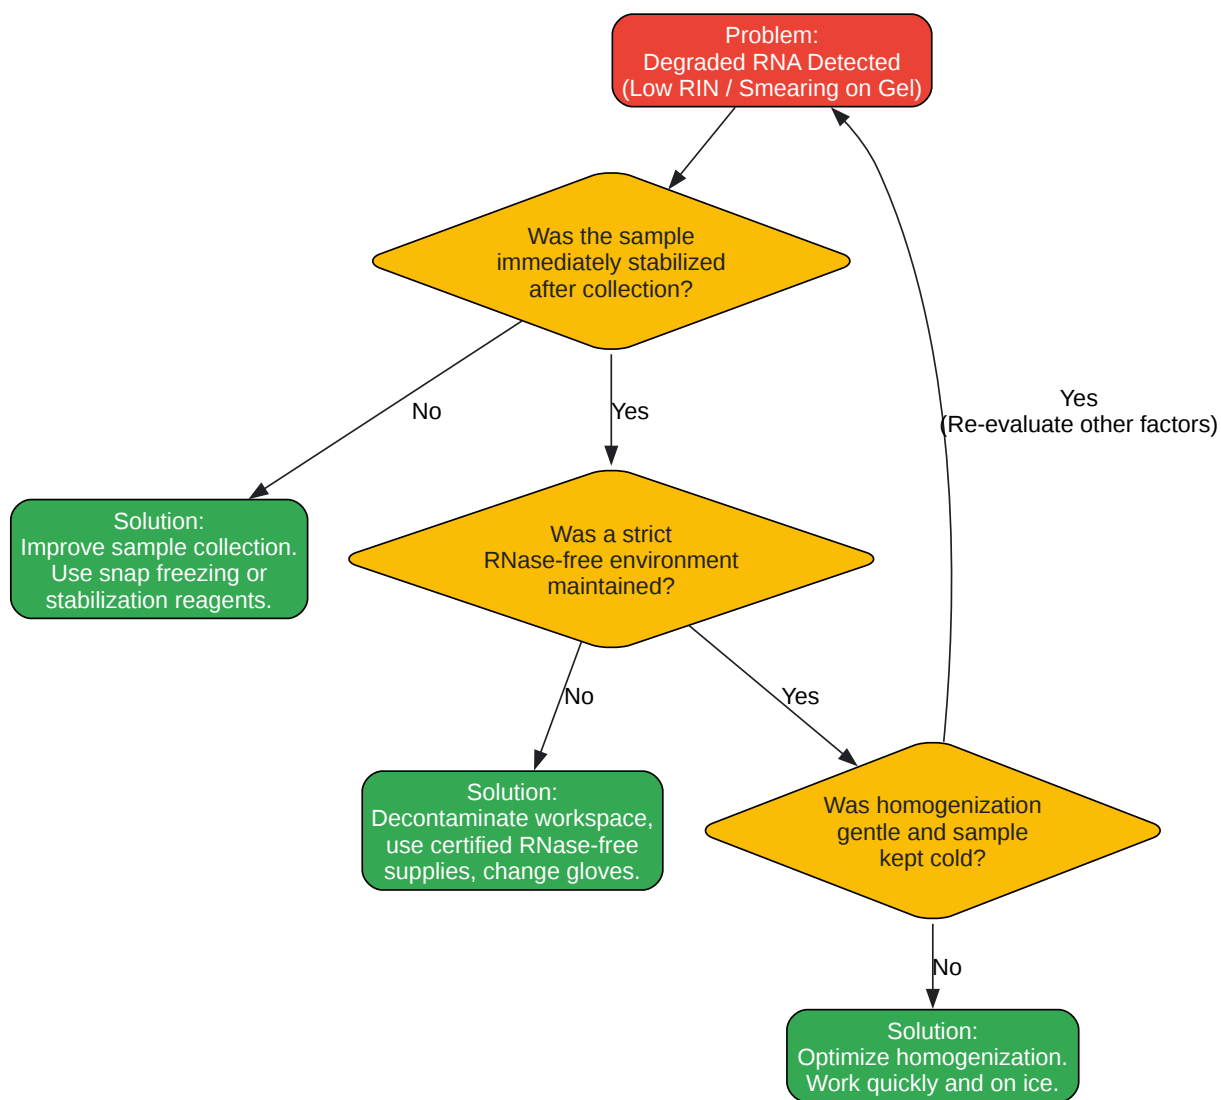 Problem:
Degraded RNA Detected
(Low RIN / Smearing on Gel)
Was the sample
immediately stabilized
after collection?
No
Yes
Yes
(Re-evaluate other factors)
Solution:
Improve sample collection.
Use snap freezing or
stabilization reagents.
Was a strict
RNase-free environment
maintained?
No
Yes
Solution:
Decontaminate workspace,
use certified RNase-free
supplies, change gloves.
Was homogenization
gentle and sample
kept cold?
No
Solution:
Optimize homogenization.
Work quickly and on ice.